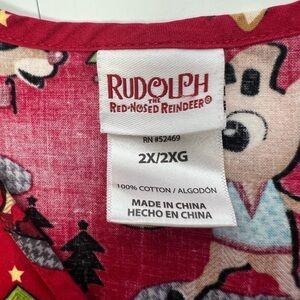 RUDOLPH
THE
RED-NOSED REINDEER®
RN #52469
2X/2XG
100% COTTON / ALGODÓN
MADE IN CHINA
HECHO EN CHINA